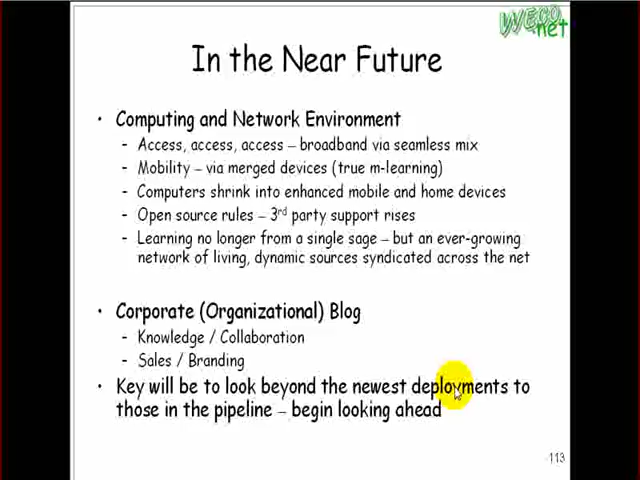 WECO
.net
In the Near Future
• Computing and Network Environment
– Access, access, access – broadband via seamless mix
– Mobility – via merged devices (true m-learning)
– Computers shrink into enhanced mobile and home devices
– Open source rules – 3rd party support rises
– Learning no longer from a single sage – but an ever-growing
network of living, dynamic sources syndicated across the net
• Corporate (Organizational) Blog
– Knowledge / Collaboration
– Sales / Branding
• Key will be to look beyond the newest deployments to
those in the pipeline – begin looking ahead
113